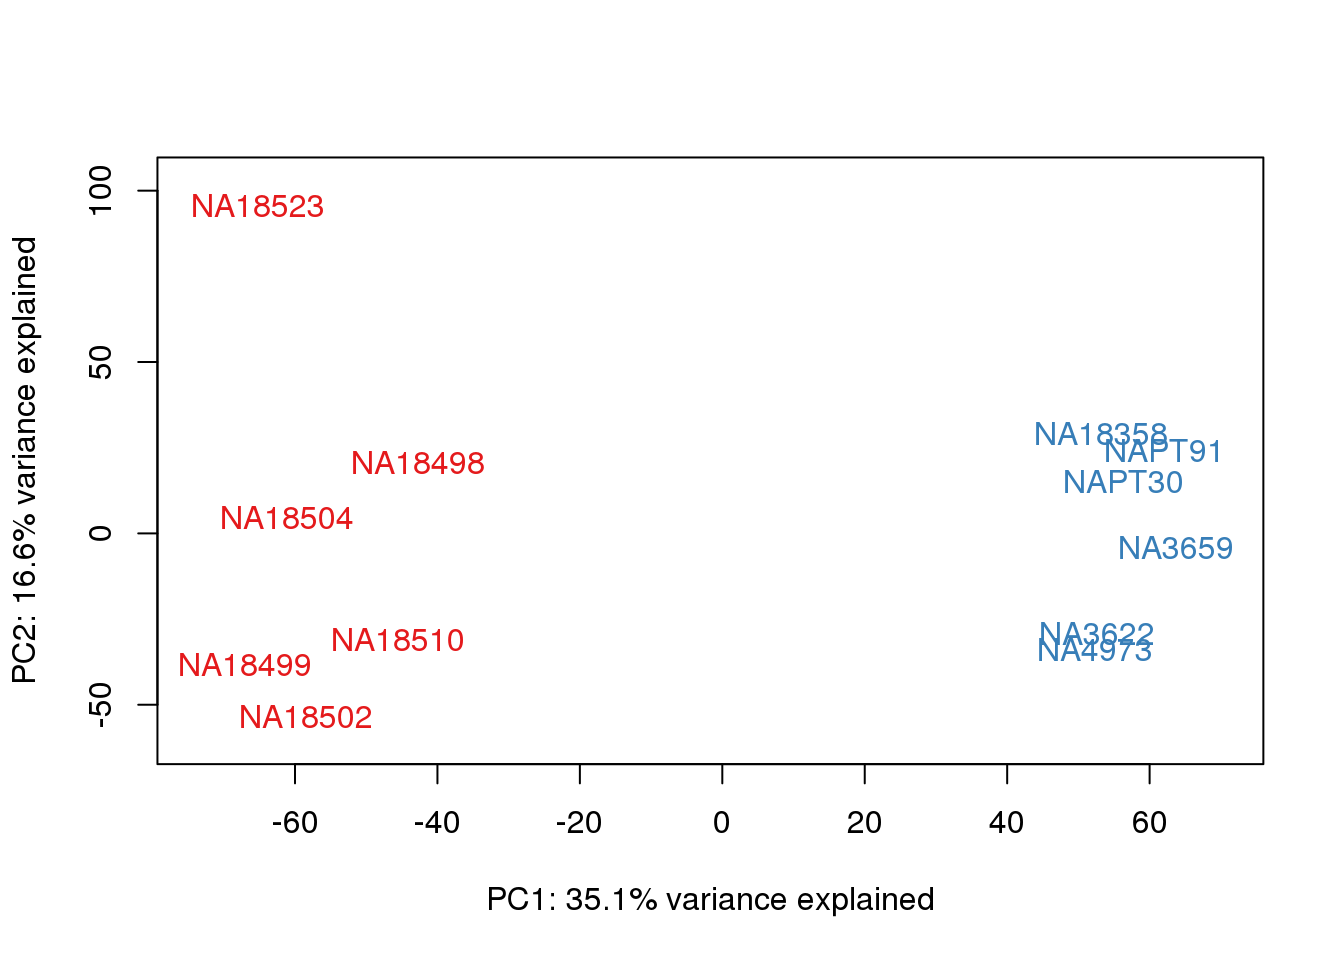 PC2: 16.6% variance explained
100
50
0
-50
NA18523
NA18498
NA18504
NA18510
NA18499
NA18502
NA18358
NAPT91
NAPT30
NA3659
NA3622
NA4973
-60 -40 -20 0 20 40 60
PC1: 35.1% variance explained